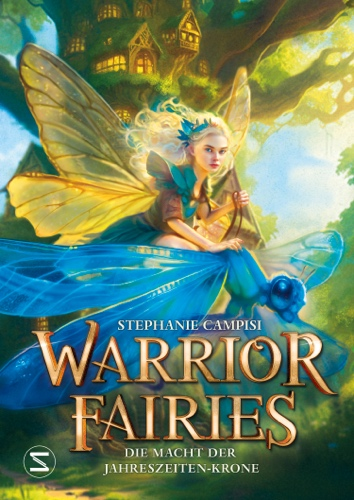 STEPHANIE CAMPISI
WARRIOR
FAIRIES
DIE MACHT DER
JAHRESZEITEN-KRONE
S